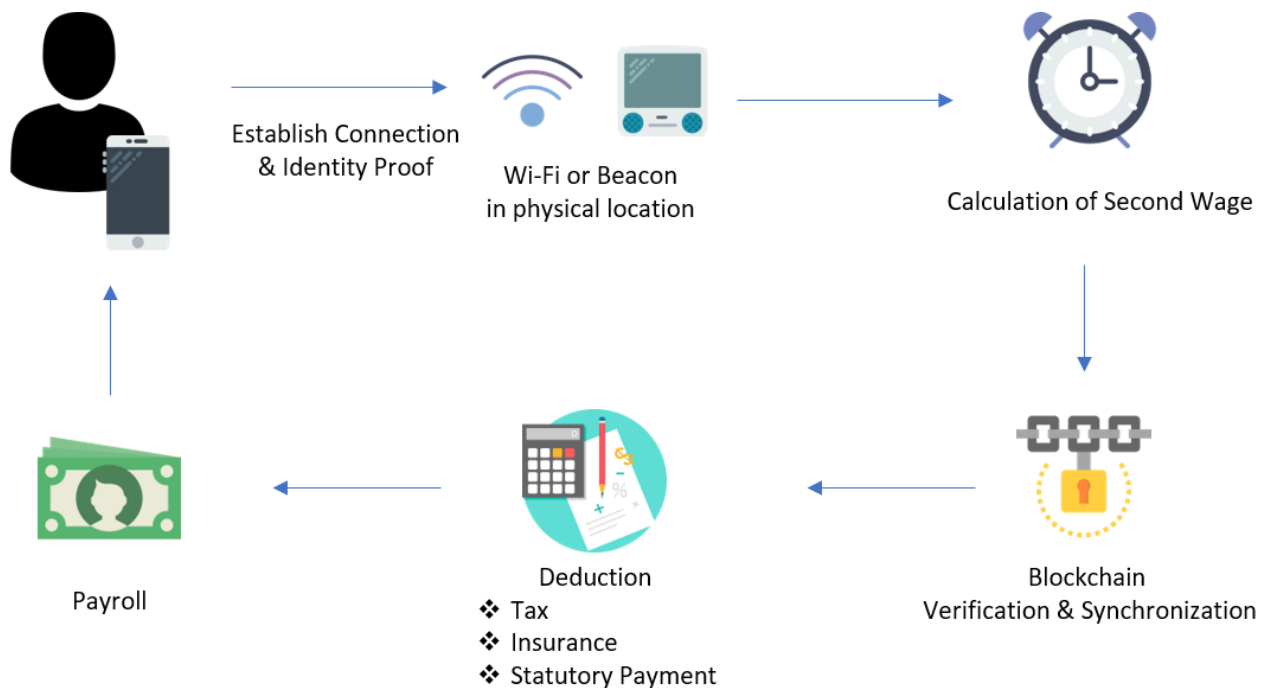 Establish Connection
& Identity Proof
Wi-Fi or Beacon
in physical location
Calculation of Second Wage
Blockchain
Verification & Synchronization
Deduction
❖ Tax
❖ Insurance
❖ Statutory Payment
Payroll